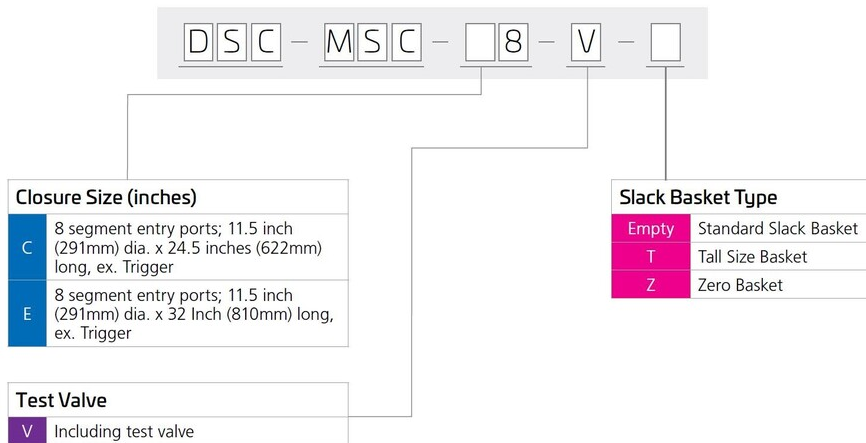 DSC – MSC – 8 – V –
Closure Size (inches)
C
8 segment entry ports; 11.5 inch
(291mm) dia. x 24.5 inches (622mm)
long, ex. Trigger
E
8 segment entry ports; 11.5 inch
(291mm) dia. x 32 Inch (810mm) long,
ex. Trigger
Test Valve
V Including test valve
Slack Basket Type
Empty Standard Slack Basket
T Tall Size Basket
Z Zero Basket